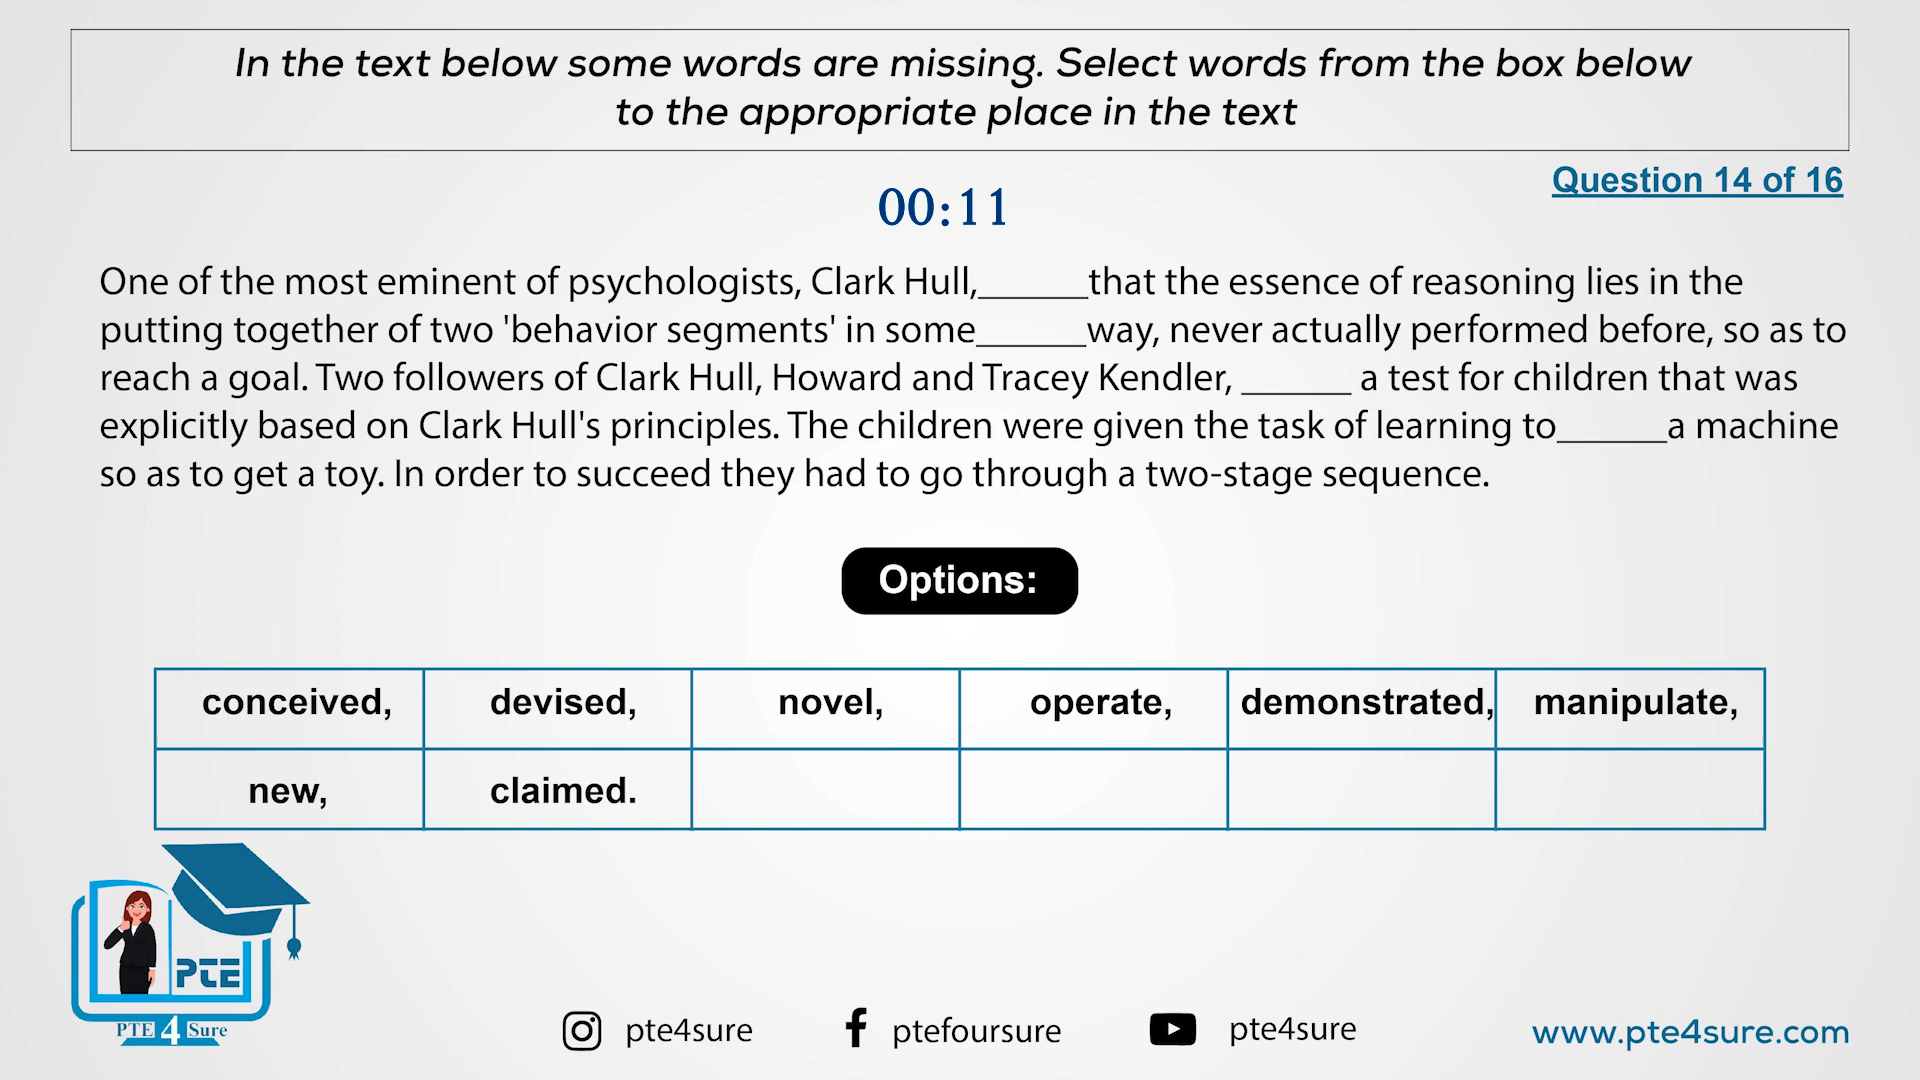 In the text below some words are missing. Select words from the box below
to the appropriate place in the text
Question 14 of 16
00:11
One of the most eminent of psychologists, Clark Hull,______that the essence of reasoning lies in the
putting together of two 'behavior segments' in some______way, never actually performed before, so as to
reach a goal. Two followers of Clark Hull, Howard and Tracey Kendler, ______ a test for children that was
explicitly based on Clark Hull's principles. The children were given the task of learning to______a machine
so as to get a toy. In order to succeed they had to go through a two-stage sequence.
Options:
conceived, devised, novel, operate, demonstrated, manipulate,
new, claimed.
PTE
PTE 4 Sure
pte4sure ptefoursure pte4sure www.pte4sure.com